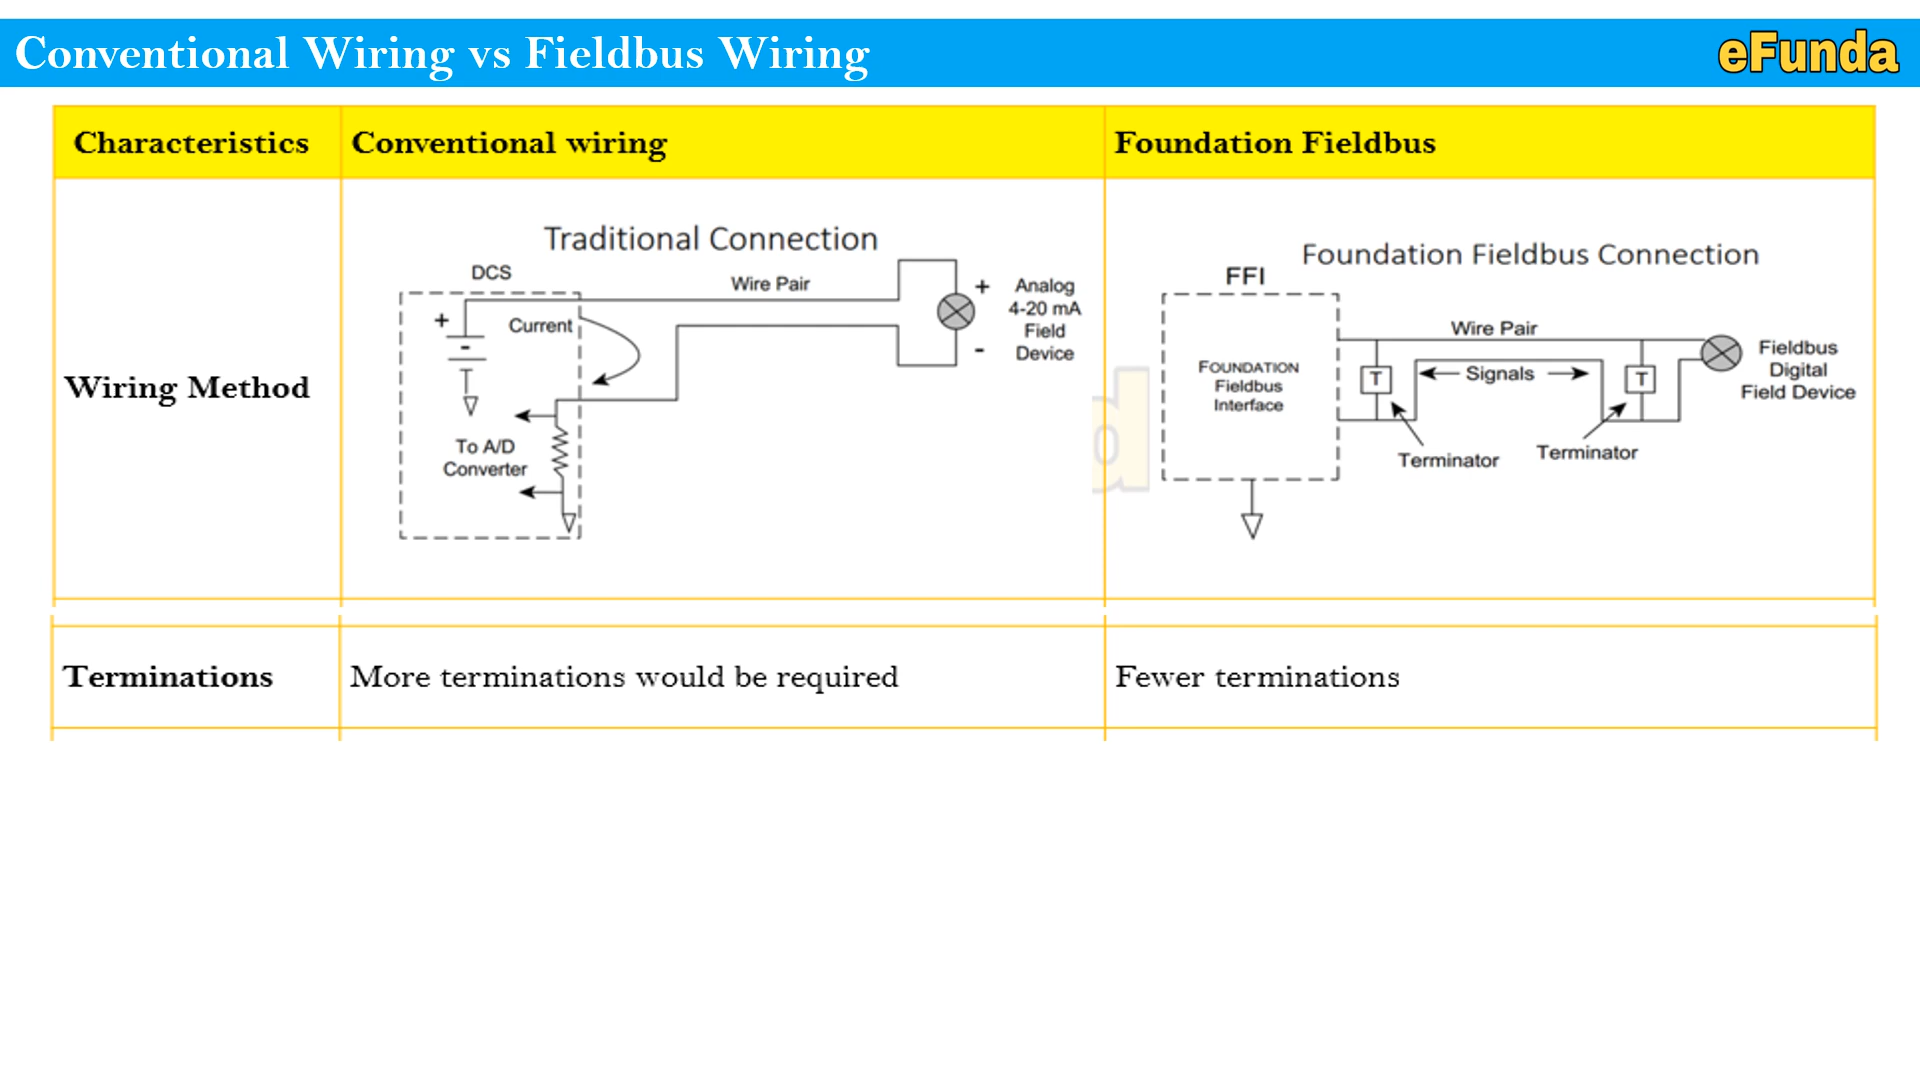 Conventional Wiring vs Fieldbus Wiring
eFunda
Characteristics
Conventional wiring
Foundation Fieldbus
Wiring Method
Traditional Connection
DCS
Wire Pair
+
Current
-
To A/D
Converter
+
-
Analog
4-20 mA
Field
Device
Foundation Fieldbus Connection
FFI
FOUNDATION
Fieldbus
Interface
Wire Pair
T
Signals
T
Terminator
Terminator
Fieldbus
Digital
Field Device
d
Terminations
More terminations would be required
Fewer terminations